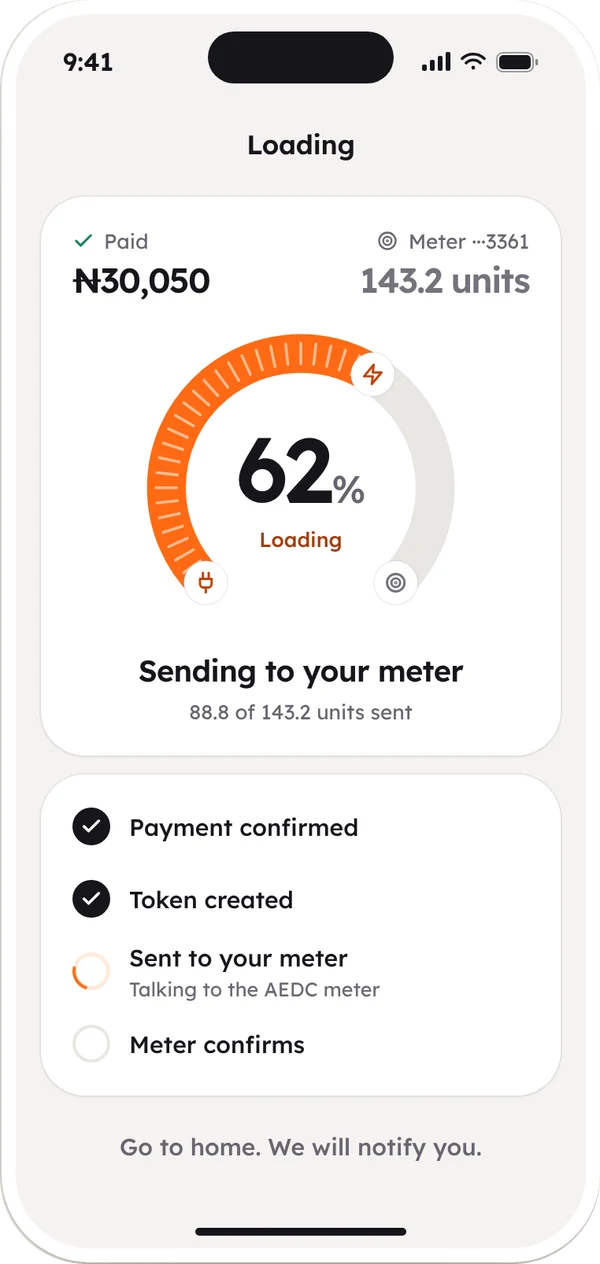 9:41
Loading
Paid
Meter ···3361
₦30,050
143.2 units
62%
Loading
Sending to your meter
88.8 of 143.2 units sent
Payment confirmed
Token created
Sent to your meter
Talking to the AEDC meter
Meter confirms
Go to home. We will notify you.